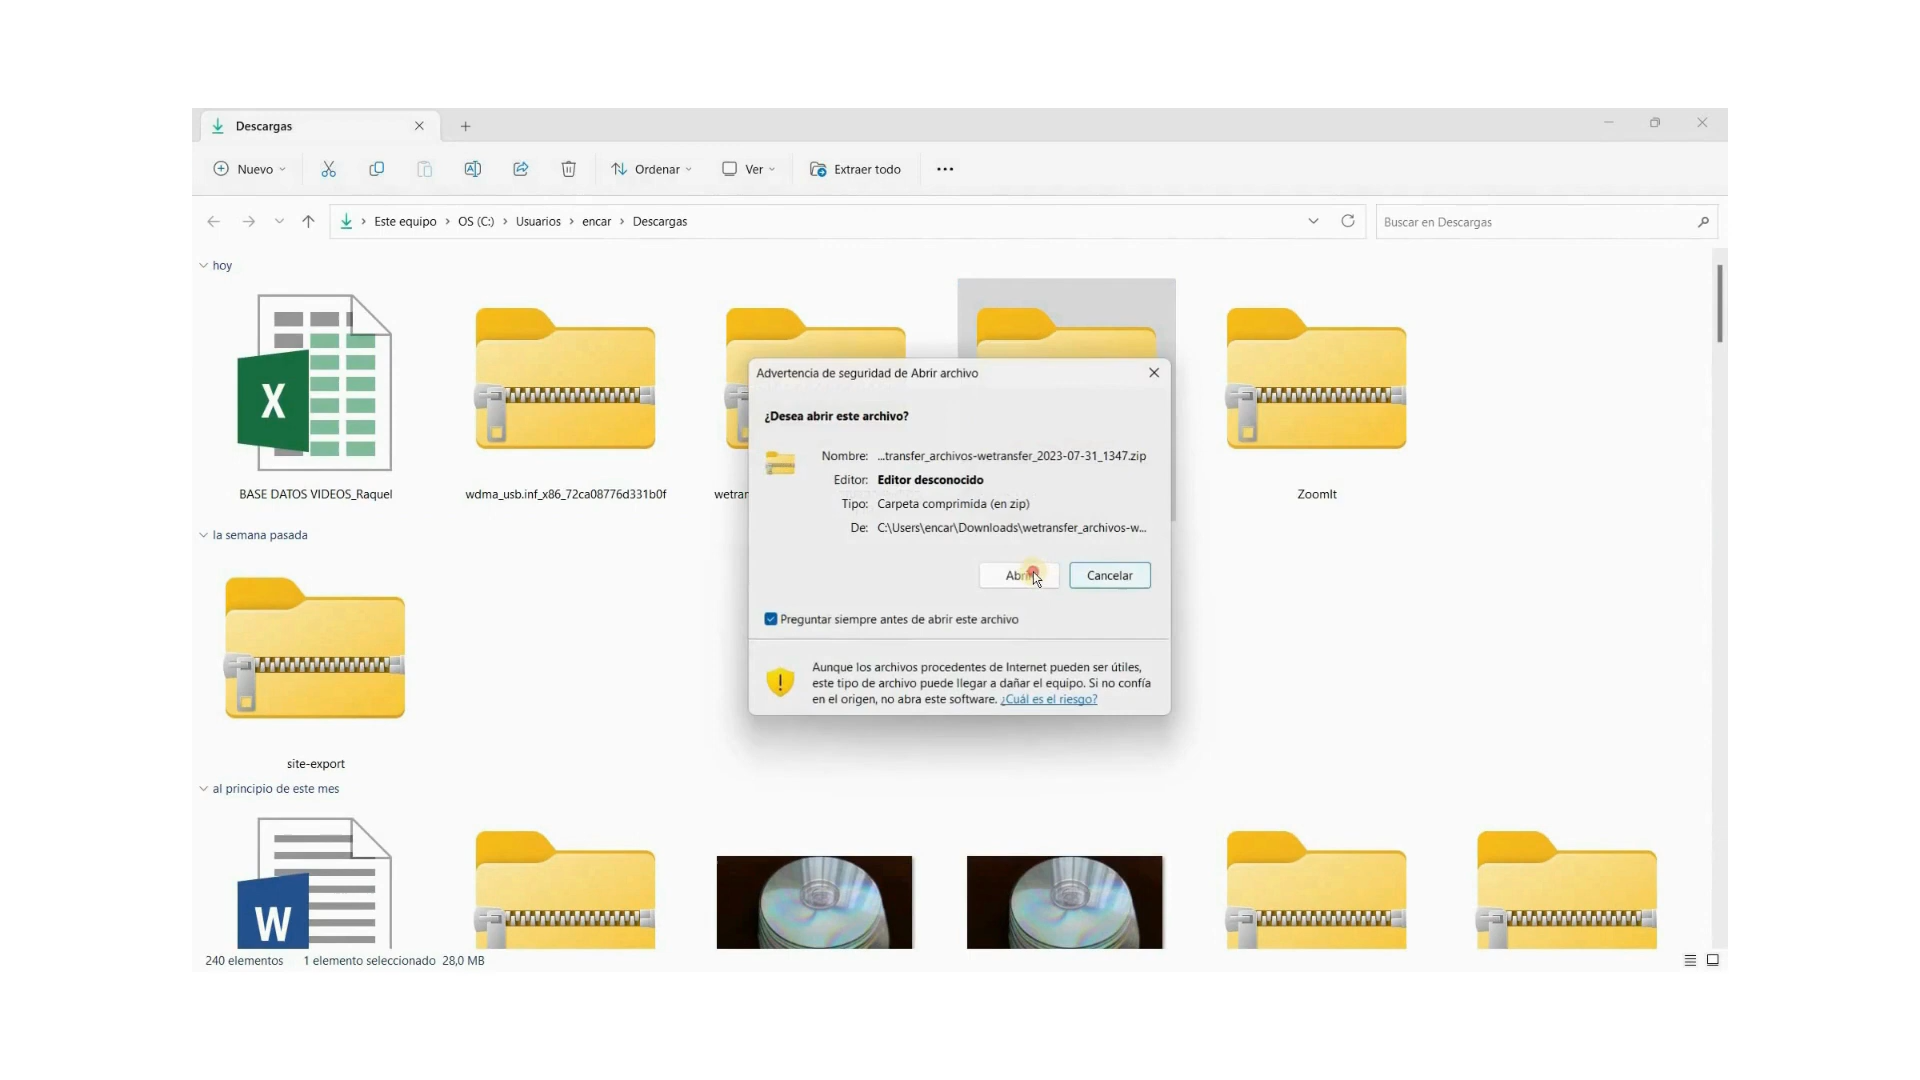 Descargas
Nuevo
Ordenar
Ver
Extraer todo
Este equipo > OS (C:) > Usuarios > encar > Descargas
Buscar en Descargas
hoy
X
BASE DATOS VIDEOS_Raquel
wdma_usb.inf_x86_72ca08776d331b0f
ZoomIt
Advertencia de seguridad de Abrir archivo
¿Desea abrir este archivo?
Nombre: ...transfer_archivos-wetransfer_2023-07-31_1347.zip
Editor: Editor desconocido
Tipo: Carpeta comprimida (en zip)
De: C:\Users\encar\Downloads\wetransfer_archivos-w...
Cancelar
Preguntar siempre antes de abrir este archivo
Aunque los archivos procedentes de Internet pueden ser útiles,
este tipo de archivo puede llegar a dañar el equipo. Si no confía
en el origen, no abra este software. ¿Cuál es el riesgo?
la semana pasada
site-export
al principio de este mes
W
240 elementos 1 elemento seleccionado 28,0 MB